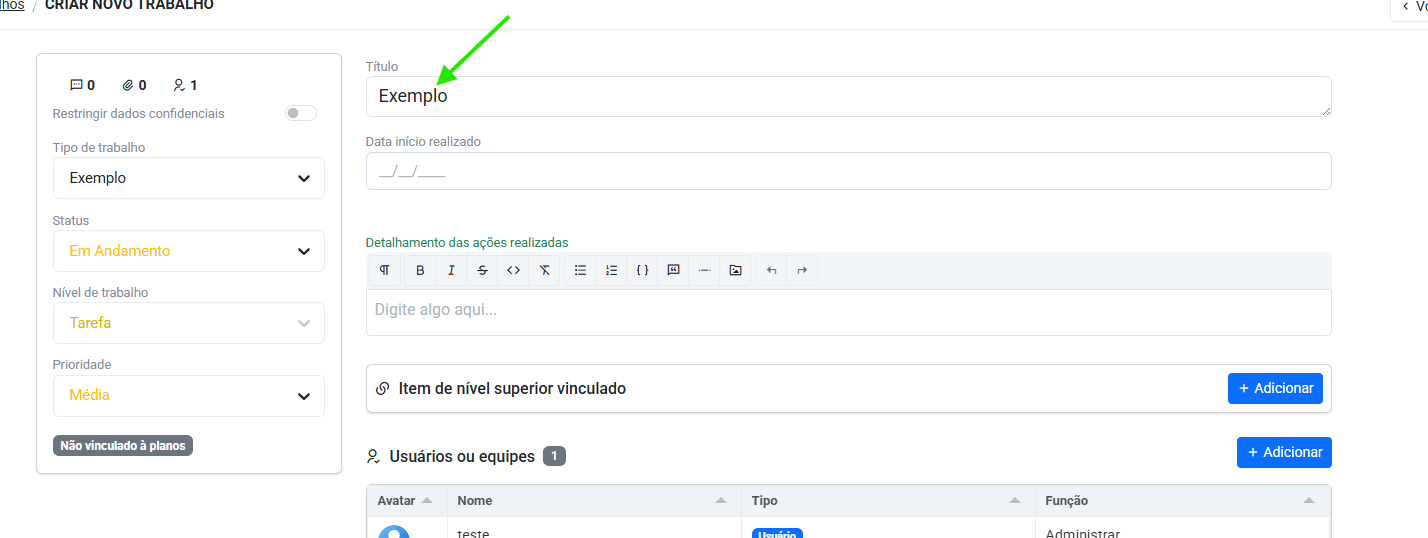 lhos / CRIAR NOVO TRABALHO
Vo
0 0 1
Restringir dados confidenciais
Tipo de trabalho
Exemplo
Status
Em Andamento
Nível de trabalho
Tarefa
Prioridade
Média
Não vinculado à planos
Título
Exemplo
Data início realizado
__/__/____
Detalhamento das ações realizadas
Digite algo aqui...
Item de nível superior vinculado + Adicionar
Usuários ou equipes 1 + Adicionar
Avatar Nome Tipo Função
teste Usuário Administrar